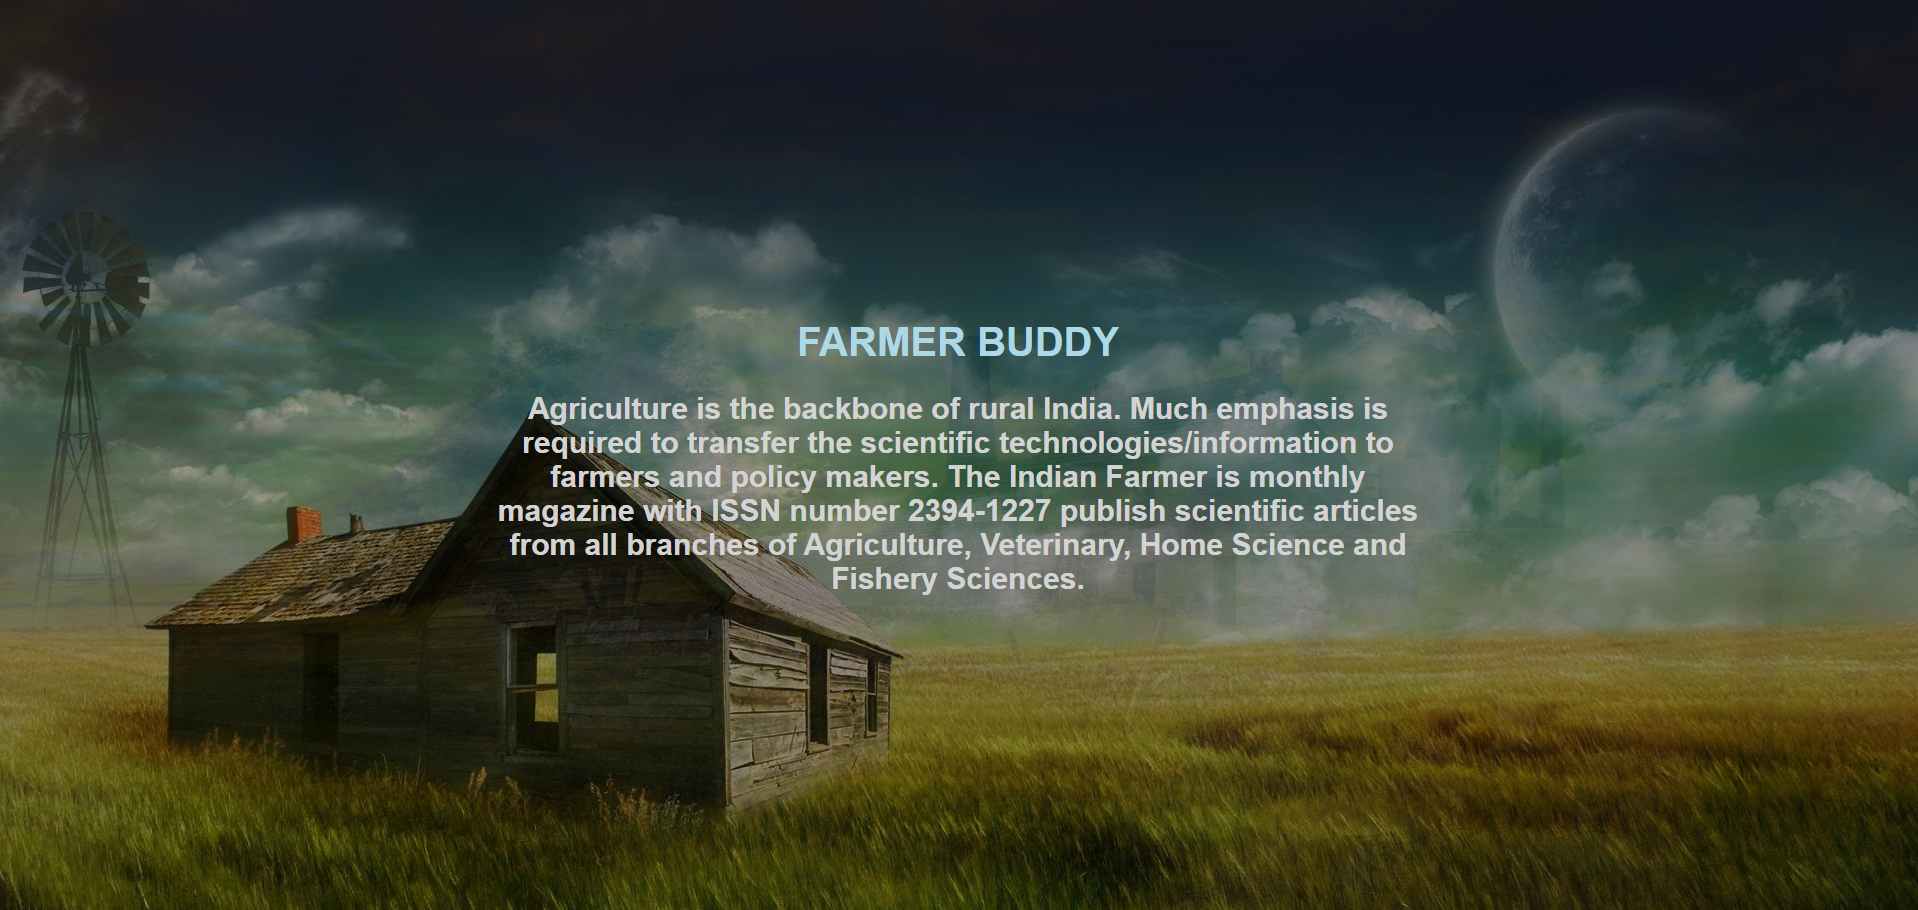 FARMER BUDDY
Agriculture is the backbone of rural India. Much emphasis is
required to transfer the scientific technologies/information to
farmers and policy makers. The Indian Farmer is monthly
magazine with ISSN number 2394-1227 publish scientific articles
from all branches of Agriculture, Veterinary, Home Science and
Fishery Sciences.